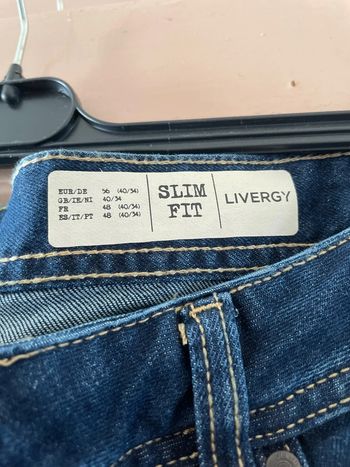 EUR/DE 56 (40/34)
GB/IE/NI 40/34
FR 48 (40/34)
ES/IT/PT 48 (40/34)
SLIM
FIT
LIVERGY